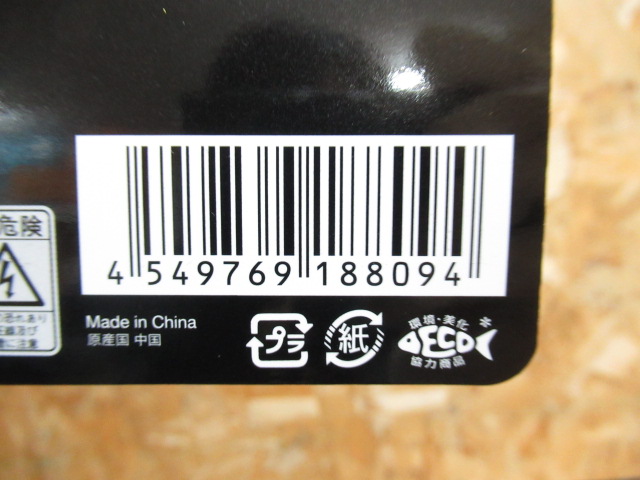 4 549769 188094
危険
Made in China
原産国 中国
プラ
紙
環境・美化
ECO
協力商品